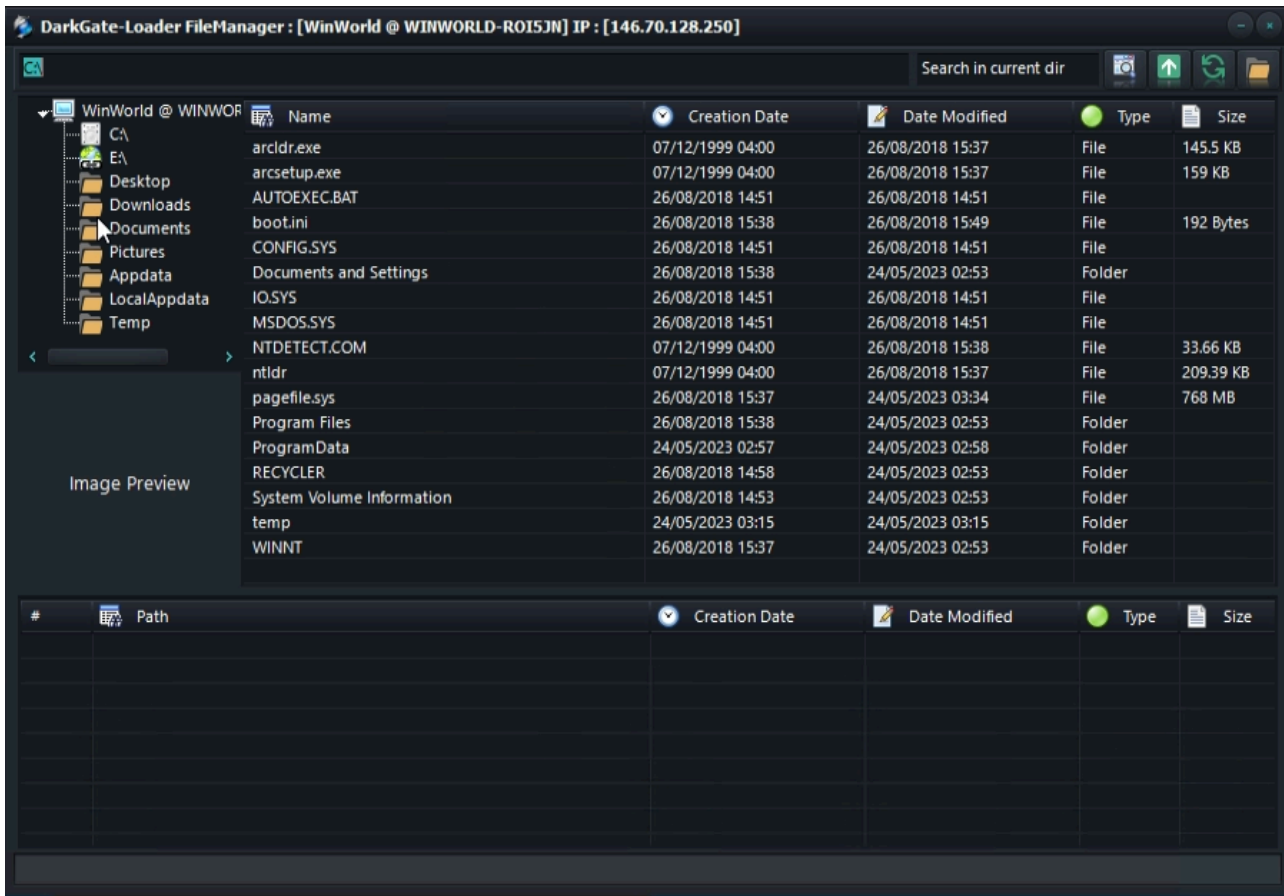 DarkGate-Loader FileManager : [WinWorld @ WINWORLD-ROI5JN] IP : [146.70.128.250]
C:\ Search in current dir
WinWorld @ WINWOR
C:\
E:\
Desktop
Downloads
Documents
Pictures
Appdata
LocalAppdata
Temp
Name Creation Date Date Modified Type Size
arcldr.exe 07/12/1999 04:00 26/08/2018 15:37 File 145.5 KB
arcsetup.exe 07/12/1999 04:00 26/08/2018 15:37 File 159 KB
AUTOEXEC.BAT 26/08/2018 14:51 26/08/2018 14:51 File
boot.ini 26/08/2018 15:38 26/08/2018 15:49 File 192 Bytes
CONFIG.SYS 26/08/2018 14:51 26/08/2018 14:51 File
Documents and Settings 26/08/2018 15:38 24/05/2023 02:53 Folder
IO.SYS 26/08/2018 14:51 26/08/2018 14:51 File
MSDOS.SYS 26/08/2018 14:51 26/08/2018 14:51 File
NTDETECT.COM 07/12/1999 04:00 26/08/2018 15:38 File 33.66 KB
ntldr 07/12/1999 04:00 26/08/2018 15:37 File 209.39 KB
pagefile.sys 26/08/2018 15:37 24/05/2023 03:34 File 768 MB
Program Files 26/08/2018 15:38 24/05/2023 02:53 Folder
ProgramData 24/05/2023 02:57 24/05/2023 02:58 Folder
RECYCLER 26/08/2018 14:58 24/05/2023 02:53 Folder
System Volume Information 26/08/2018 14:53 24/05/2023 02:53 Folder
temp 24/05/2023 03:15 24/05/2023 03:15 Folder
WINNT 26/08/2018 15:37 24/05/2023 02:53 Folder
Image Preview
# Path Creation Date Date Modified Type Size